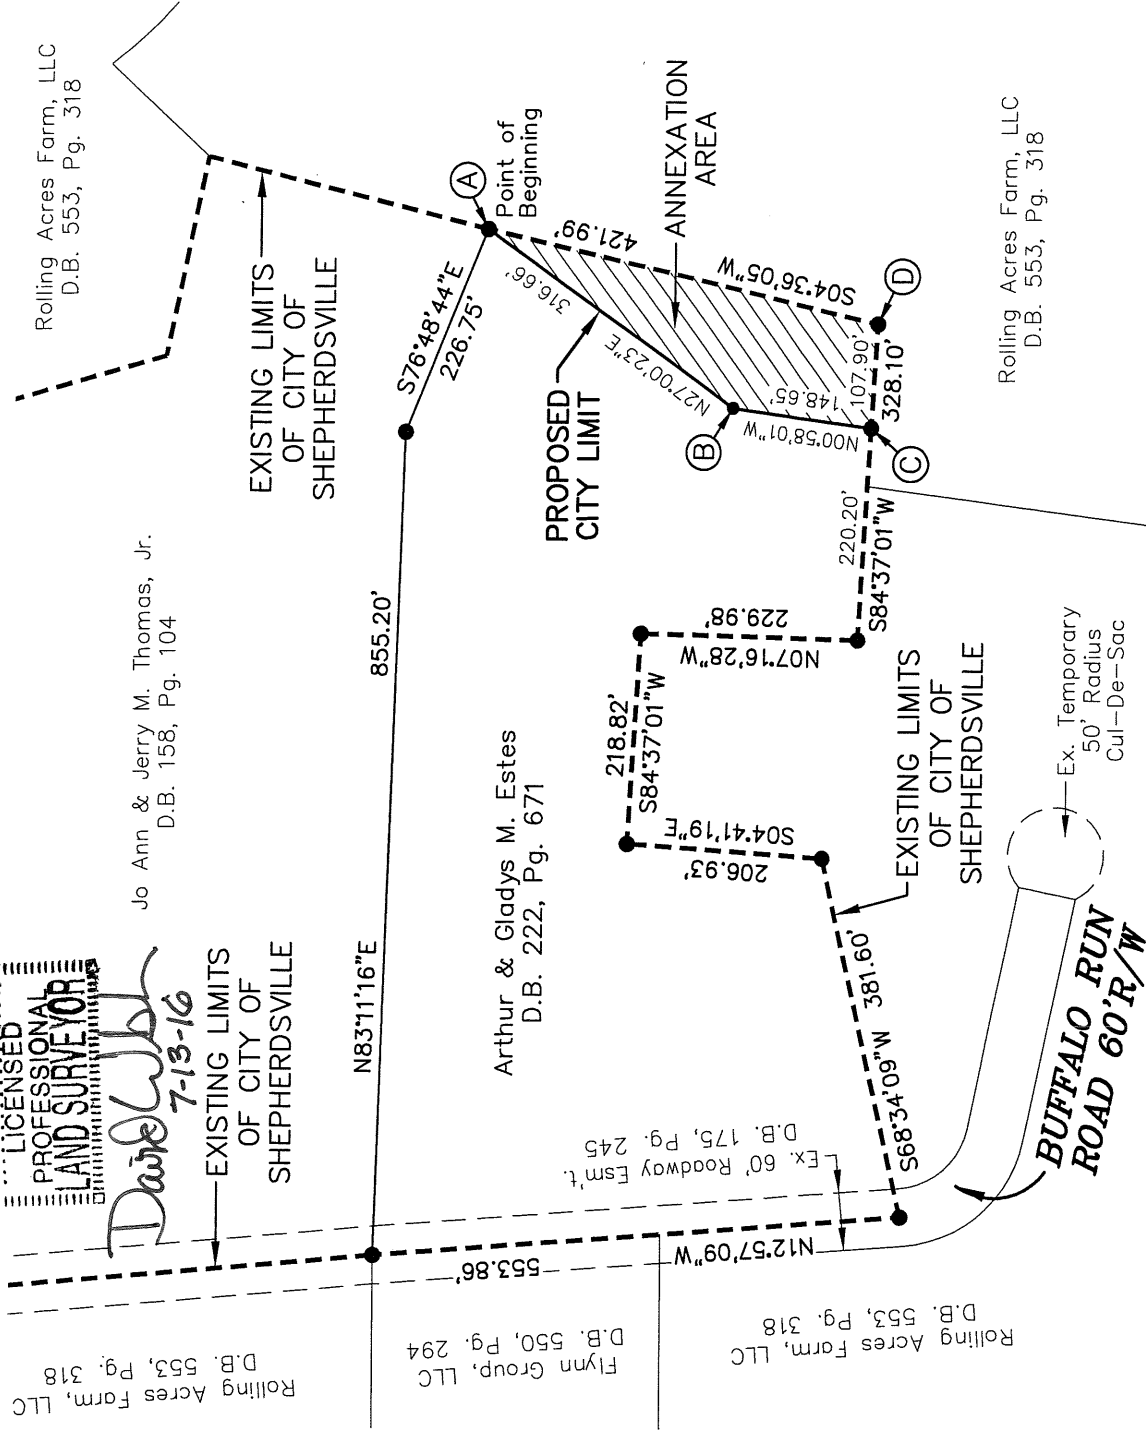 LICENSED
PROFESSIONAL
LAND SURVEYOR
7-13-16
Rolling Acres Farm, LLC
D.B. 553, Pg. 318
EXISTING LIMITS
OF CITY OF
SHEPHERDSVILLE
Jo Ann & Jerry M. Thomas, Jr.
D.B. 158, Pg. 104
EXISTING LIMITS
OF CITY OF
SHEPHERDSVILLE
N83°11'16"E
855.20'
S76°48'44"E
226.75'
A
Point of
Beginning
316.66'
N27°00'23"E
421.99'
S04°36'05"W
ANNEXATION
AREA
PROPOSED
CITY LIMIT
B
N00°58'01"W
148.65'
107.90'
328.10'
C
D
220.20'
S84°37'01"W
229.98'
N07°16'28"W
218.82'
S84°37'01"W
206.93'
S04°41'19"E
Arthur & Gladys M. Estes
D.B. 222, Pg. 671
EXISTING LIMITS
OF CITY OF
SHEPHERDSVILLE
S68°34'09"W 381.60'
Ex. Temporary
50' Radius
Cul-De-Sac
Rolling Acres Farm, LLC
D.B. 553, Pg. 318
BUFFALO RUN
ROAD 60'R/W
Ex. 60' Roadway Esm't.
D.B. 175, Pg. 245
553.86'
N12°57'09"W
Rolling Acres Farm, LLC
D.B. 553, Pg. 318
Flynn Group, LLC
D.B. 550, Pg. 294
Rolling Acres Farm, LLC
D.B. 553, Pg. 318